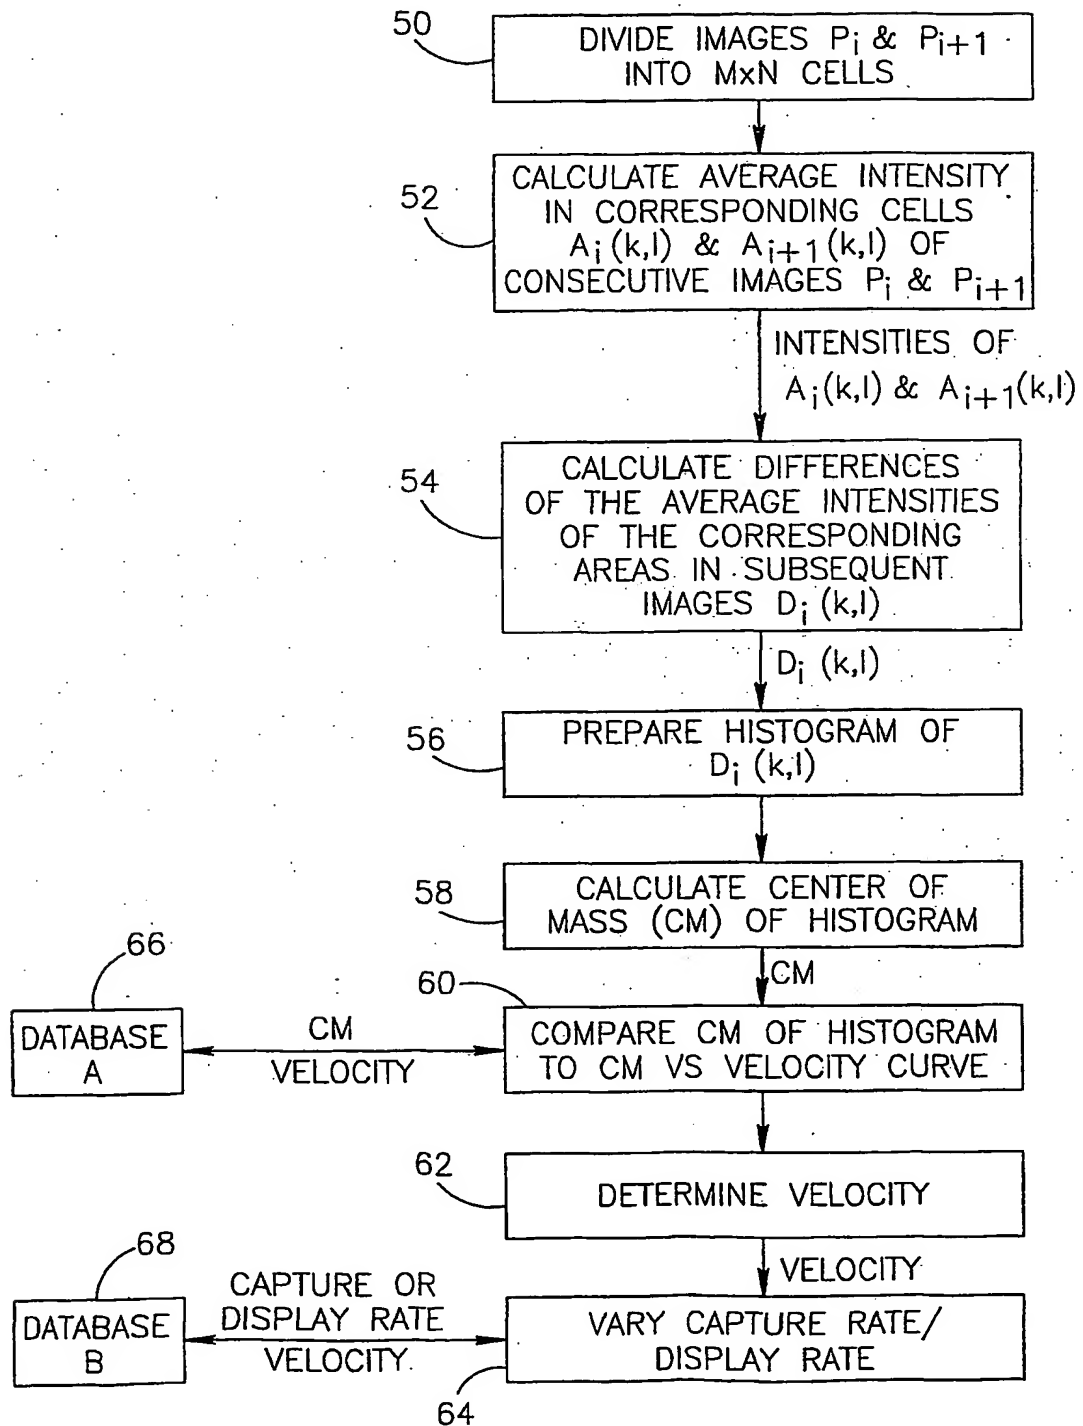 50
DIVIDE IMAGES Pi & Pi+1
INTO MxN CELLS
52
CALCULATE AVERAGE INTENSITY
IN CORRESPONDING CELLS
Ai(k,l) & Ai+1(k,l) OF
CONSECUTIVE IMAGES Pi & Pi+1
INTENSITIES OF
Ai(k,l) & Ai+1(k,l)
54
CALCULATE DIFFERENCES
OF THE AVERAGE INTENSITIES
OF THE CORRESPONDING
AREAS IN SUBSEQUENT
IMAGES Di (k,l)
Di (k,l)
56
PREPARE HISTOGRAM OF
Di (k,l)
58
CALCULATE CENTER OF
MASS (CM) OF HISTOGRAM
CM
66
60
DATABASE
A
CM
VELOCITY
COMPARE CM OF HISTOGRAM
TO CM VS VELOCITY CURVE
62
DETERMINE VELOCITY
VELOCITY
68
DATABASE
B
CAPTURE OR
DISPLAY RATE
VELOCITY
VARY CAPTURE RATE/
DISPLAY RATE
64